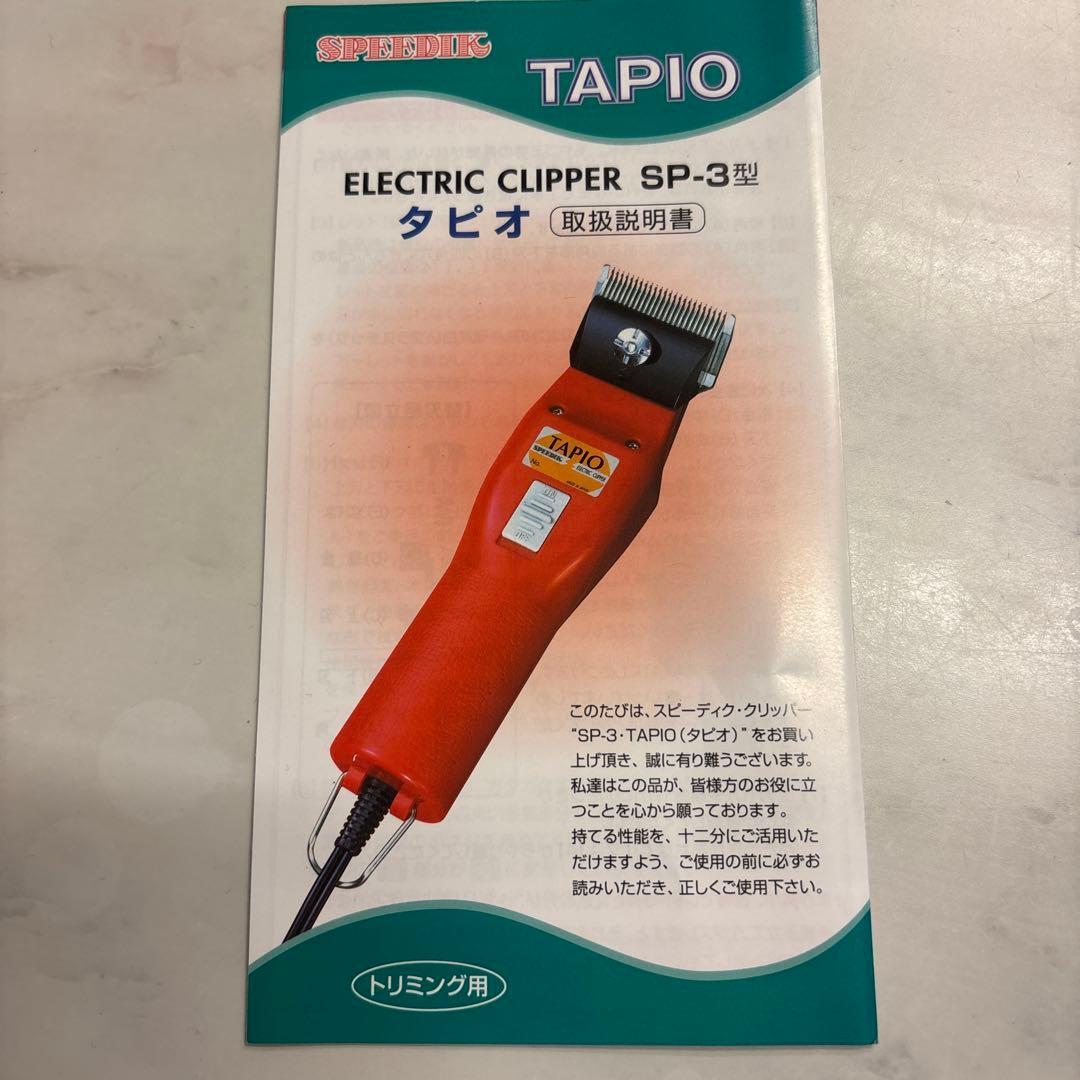 SPEEDIK
TAPIO
ELECTRIC CLIPPER SP-3型
タピオ 取扱説明書
TAPIO
SPEEDIK ELECTRIC CLIPPER
No.
このたびは、スピーディク・クリッパー
“SP-3・TAPIO(タピオ)”をお買い
上げ頂き、誠に有り難うございます。
私達はこの品が、皆様方のお役に立
つことを心から願っております。
持てる性能を、十二分にご活用いた
だけますよう、ご使用の前に必ずお
読みいただき、正しくご使用下さい。
トリミング用